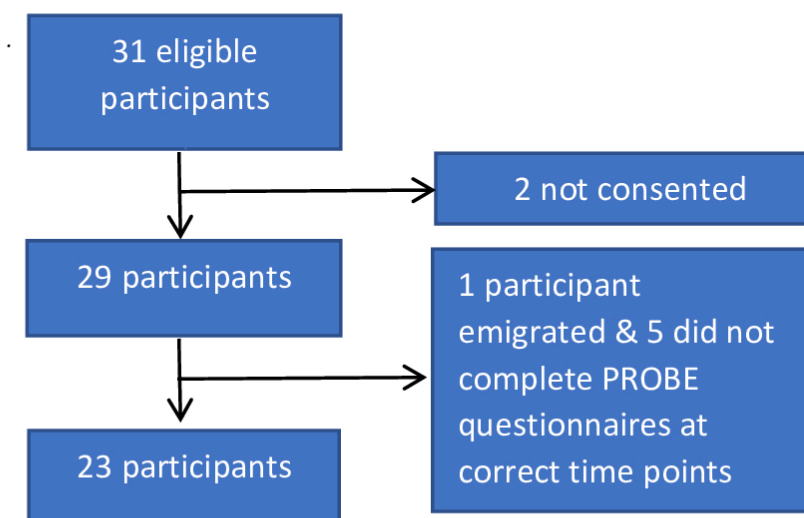 31 eligible
participants
2 not consented
29 participants
1 participant
emigrated & 5 did not
complete PROBE
questionnaires at
correct time points
23 participants